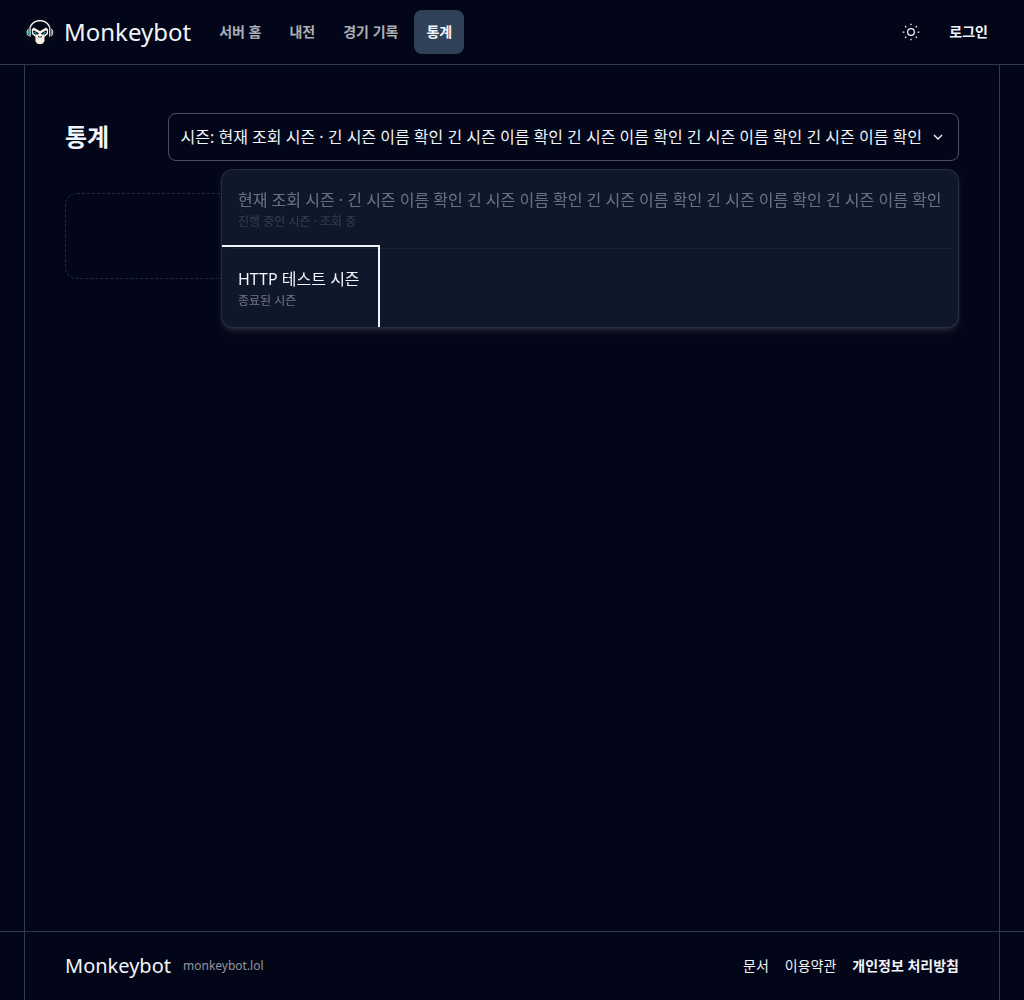 Monkeybot
서버 홈
내전
경기 기록
통계
로그인
통계
시즌: 현재 조회 시즌 · 긴 시즌 이름 확인 긴 시즌 이름 확인 긴 시즌 이름 확인 긴 시즌 이름 확인 긴 시즌 이름 확인
현재 조회 시즌 · 긴 시즌 이름 확인 긴 시즌 이름 확인 긴 시즌 이름 확인 긴 시즌 이름 확인 긴 시즌 이름 확인
진행 중인 시즌 · 조회 중
HTTP 테스트 시즌
종료된 시즌
Monkeybot
monkeybot.lol
문서
이용약관
개인정보 처리방침